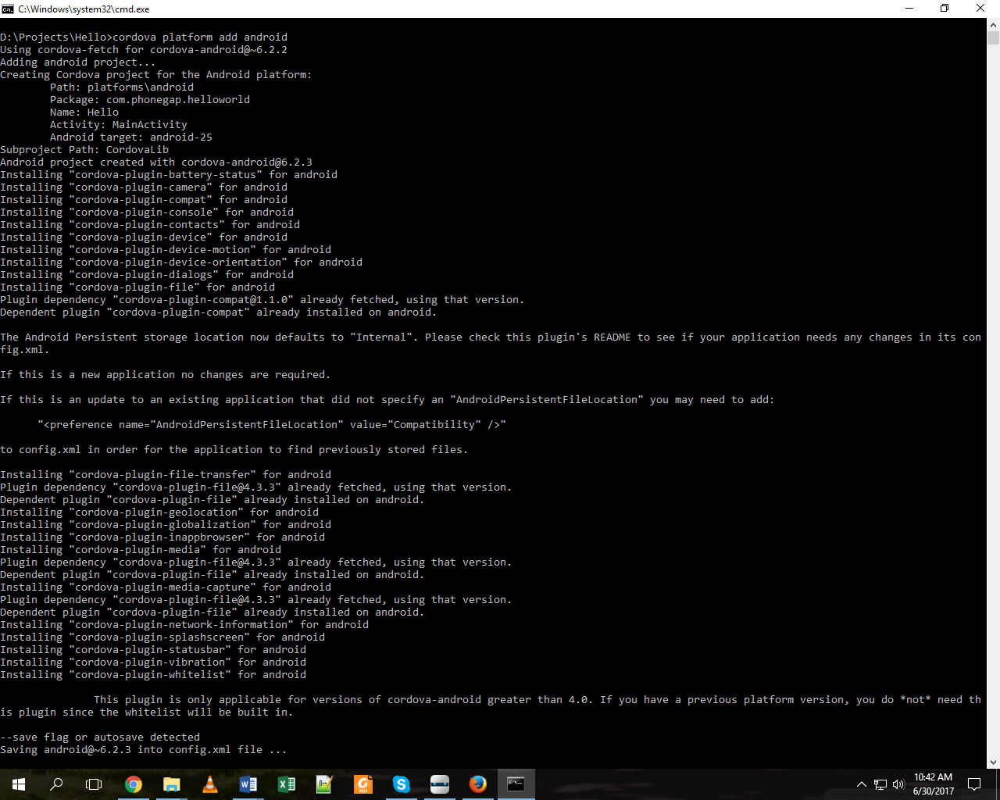 C:\Windows\system32\cmd.exe
D:\Projects\Hello>cordova platform add android
Using cordova-fetch for cordova-android@~6.2.2
Adding android project...
Creating Cordova project for the Android platform:
        Path: platforms\android
        Package: com.phonegap.helloworld
        Name: Hello
        Activity: MainActivity
        Android target: android-25
Subproject Path: CordovaLib
Android project created with cordova-android@6.2.3
Installing "cordova-plugin-battery-status" for android
Installing "cordova-plugin-camera" for android
Installing "cordova-plugin-compat" for android
Installing "cordova-plugin-console" for android
Installing "cordova-plugin-contacts" for android
Installing "cordova-plugin-device" for android
Installing "cordova-plugin-device-motion" for android
Installing "cordova-plugin-device-orientation" for android
Installing "cordova-plugin-dialogs" for android
Installing "cordova-plugin-file" for android
Plugin dependency "cordova-plugin-compat@1.1.0" already fetched, using that version.
Dependent plugin "cordova-plugin-compat" already installed on android.
The Android Persistent storage location now defaults to "Internal". Please check this plugin's README to see if your application needs any changes in its con
fig.xml.
If this is a new application no changes are required.
If this is an update to an existing application that did not specify an "AndroidPersistentFileLocation" you may need to add:
      "<preference name="AndroidPersistentFileLocation" value="Compatibility" />"
to config.xml in order for the application to find previously stored files.
Installing "cordova-plugin-file-transfer" for android
Plugin dependency "cordova-plugin-file@4.3.3" already fetched, using that version.
Dependent plugin "cordova-plugin-file" already installed on android.
Installing "cordova-plugin-geolocation" for android
Installing "cordova-plugin-globalization" for android
Installing "cordova-plugin-inappbrowser" for android
Installing "cordova-plugin-media" for android
Plugin dependency "cordova-plugin-file@4.3.3" already fetched, using that version.
Dependent plugin "cordova-plugin-file" already installed on android.
Installing "cordova-plugin-media-capture" for android
Plugin dependency "cordova-plugin-file@4.3.3" already fetched, using that version.
Dependent plugin "cordova-plugin-file" already installed on android.
Installing "cordova-plugin-network-information" for android
Installing "cordova-plugin-splashscreen" for android
Installing "cordova-plugin-statusbar" for android
Installing "cordova-plugin-vibration" for android
Installing "cordova-plugin-whitelist" for android
               This plugin is only applicable for versions of cordova-android greater than 4.0. If you have a previous platform version, you do *not* need th
is plugin since the whitelist will be built in.
--save flag or autosave detected
Saving android@~6.2.3 into config.xml file ...
10:42 AM
6/30/2017